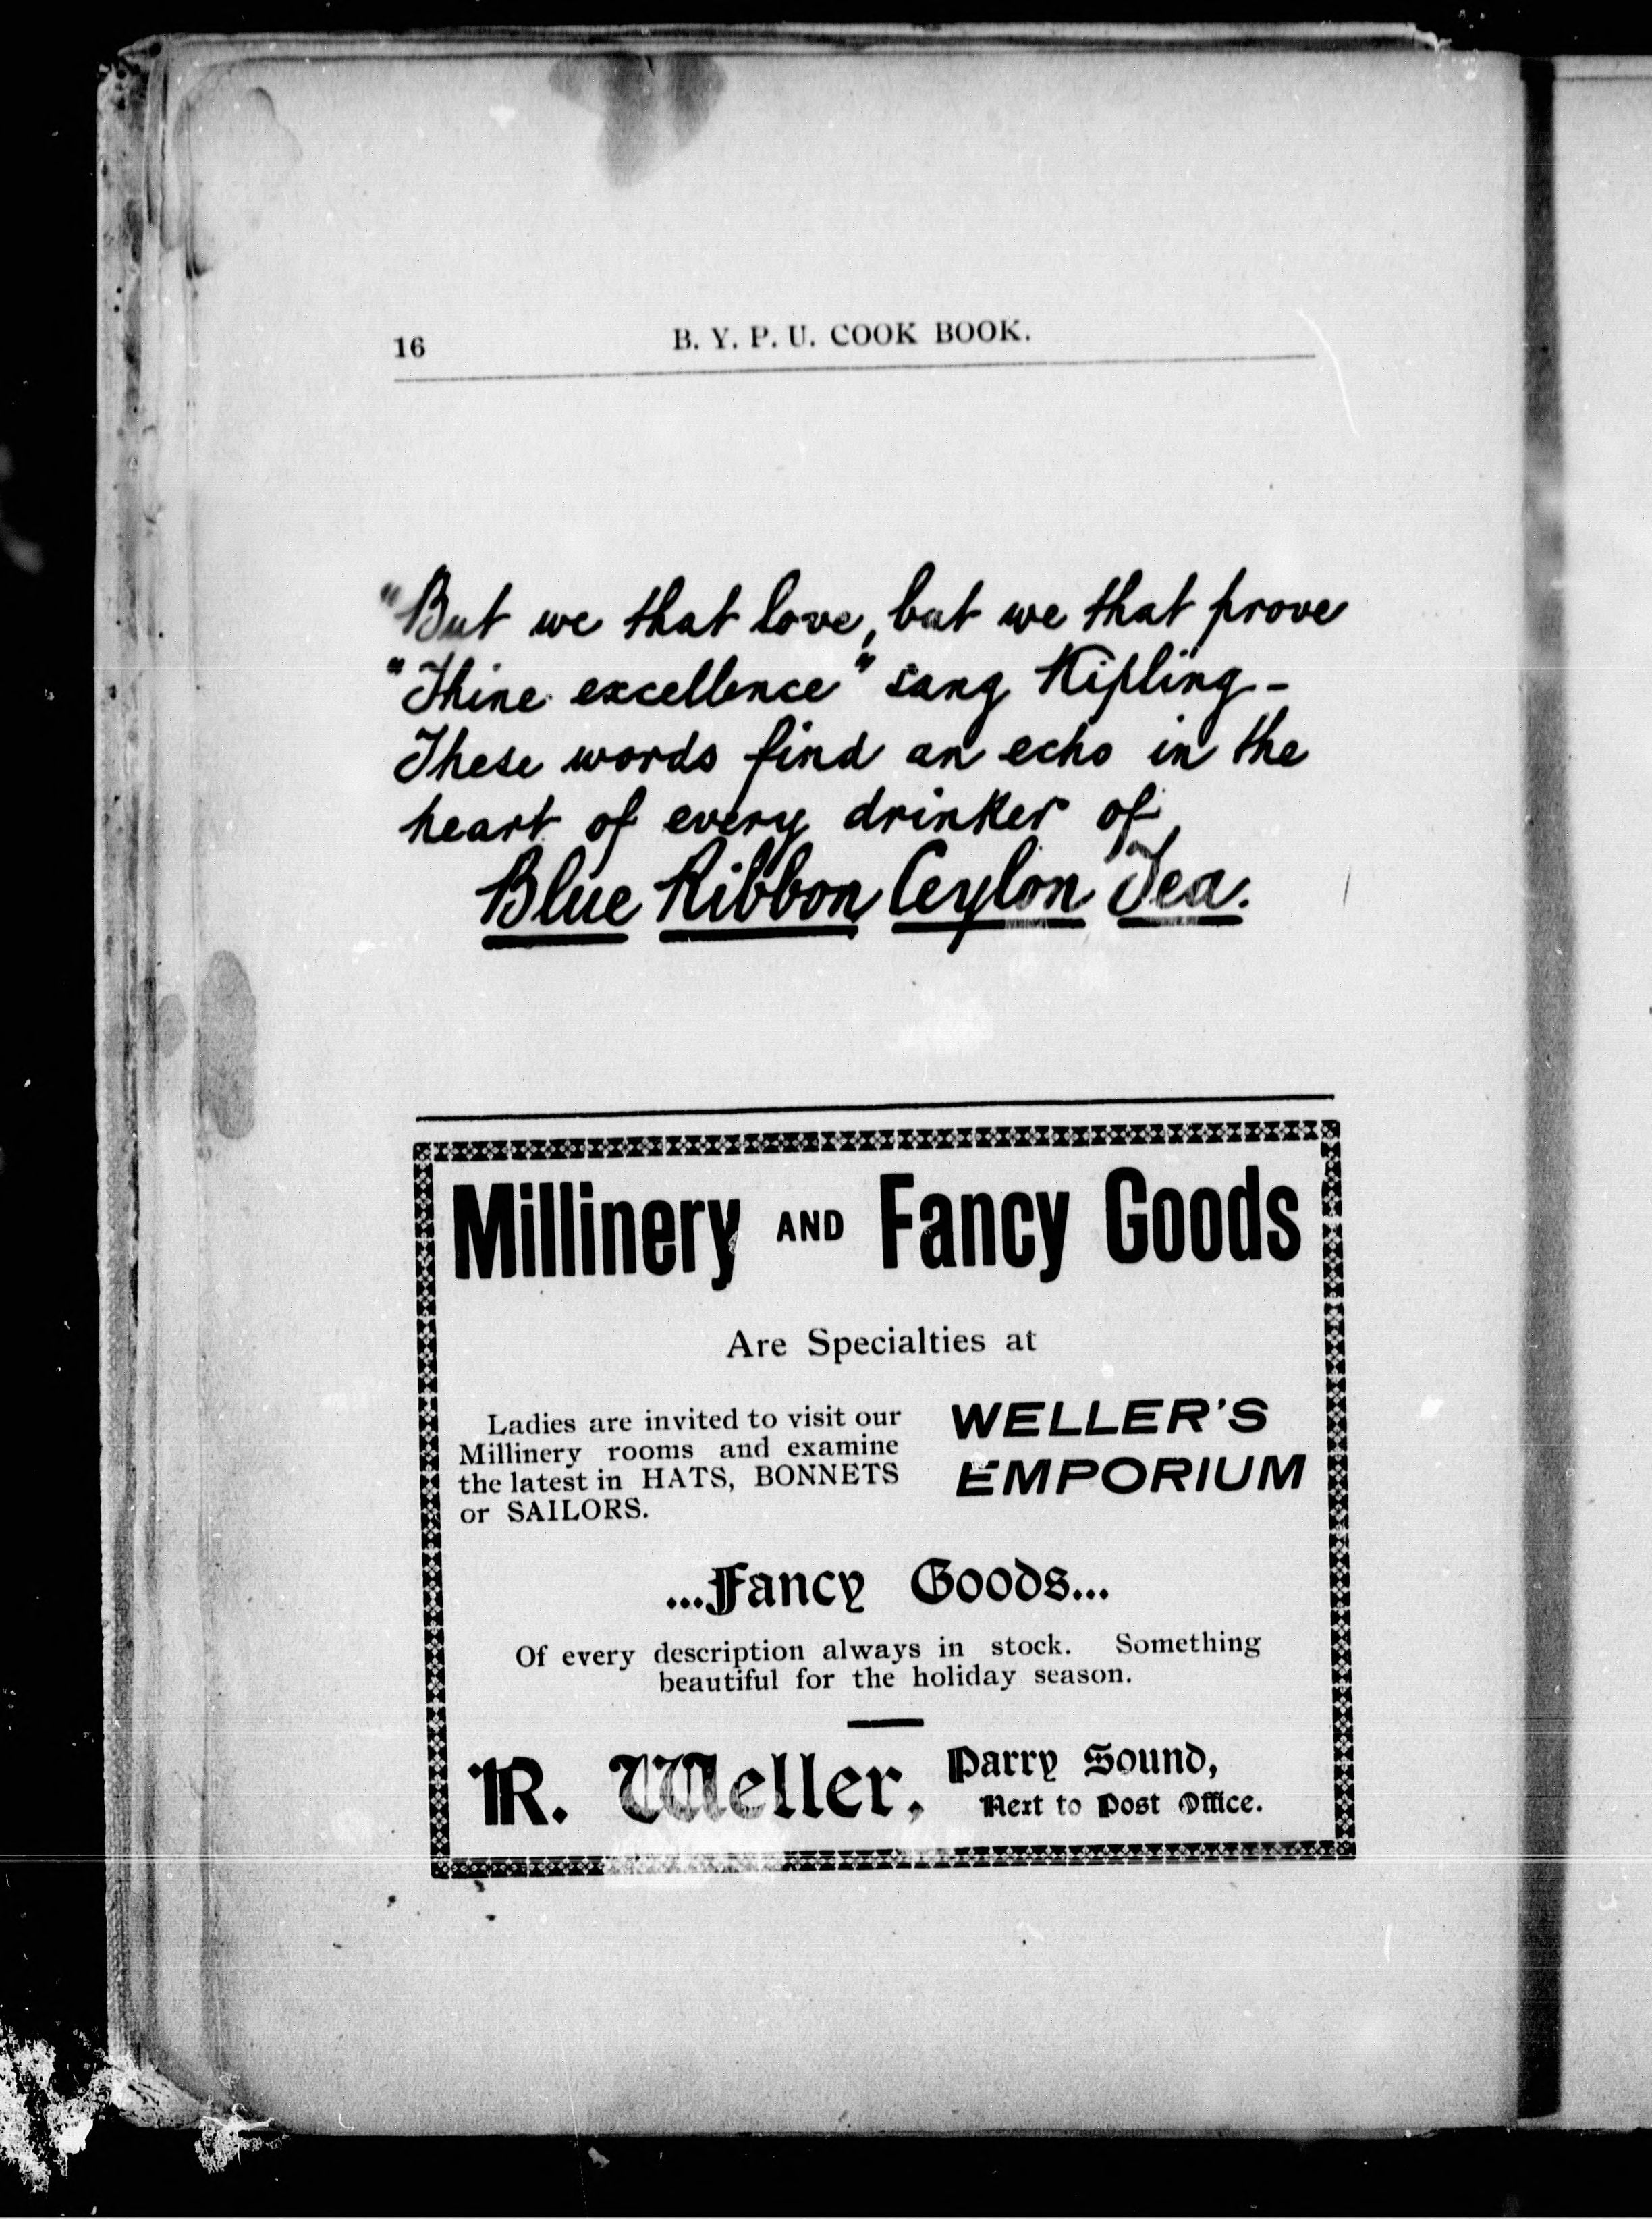 16
B. Y. P. U. COOK BOOK.
"But we that love, but we that prove
"Thine excellence" sang Kipling -
These words find an echo in the
heart of every drinker of
Blue Ribbon Ceylon Tea.
Millinery AND Fancy Goods
Are Specialties at
Ladies are invited to visit our
Millinery rooms and examine
the latest in HATS, BONNETS
or SAILORS.
WELLER'S
EMPORIUM
...Fancy Goods...
Of every description always in stock. Something
beautiful for the holiday season.
R. Weller,
Parry Sound,
Next to Post Office.